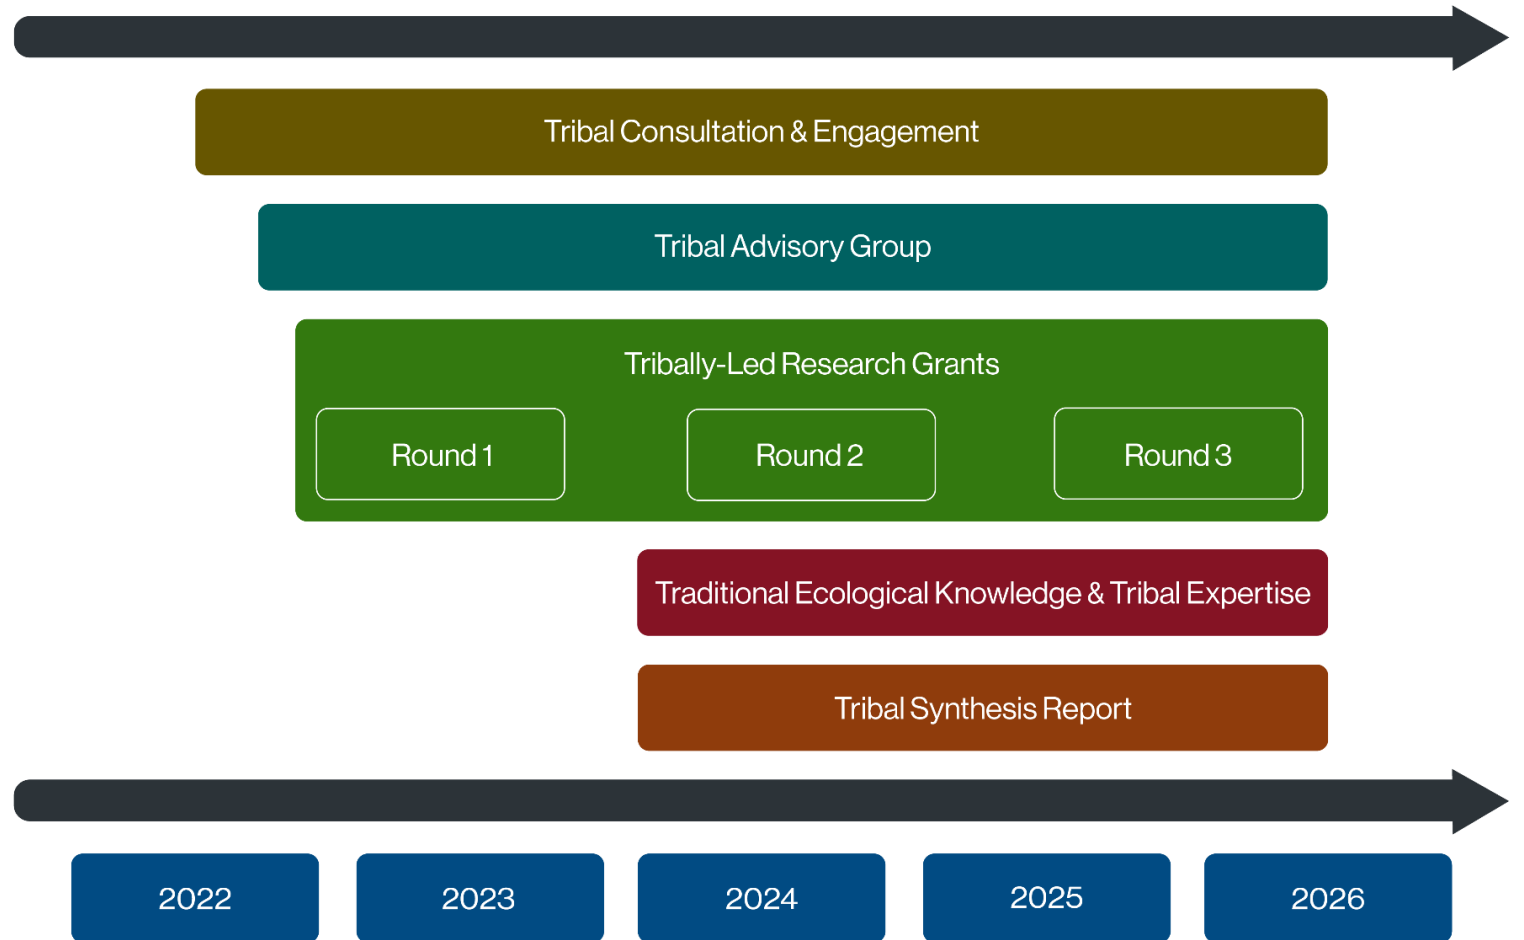 Tribal Consultation & Engagement
Tribal Advisory Group
Tribally-Led Research Grants
Round 1
Round 2
Round 3
Traditional Ecological Knowledge & Tribal Expertise
Tribal Synthesis Report
2022
2023
2024
2025
2026